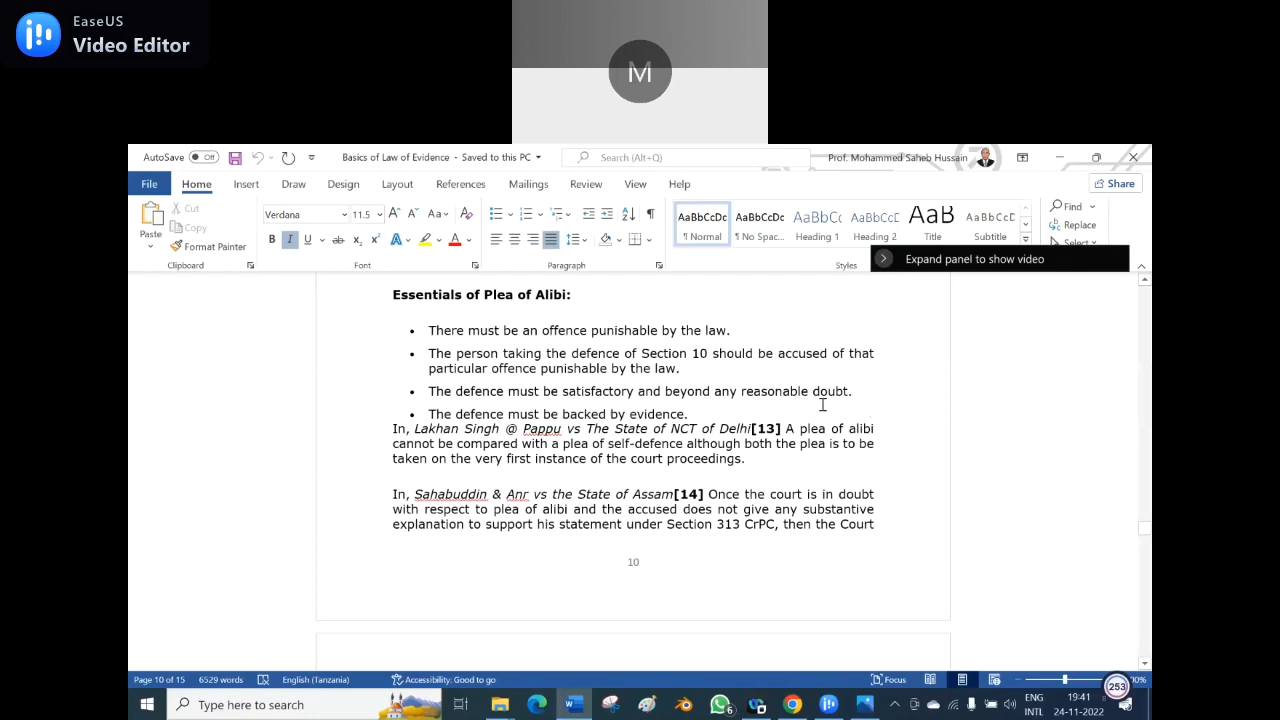 EaseUS
Video Editor
M
AutoSave Off Basics of Law of Evidence - Saved to this PC Search (Alt+Q) Prof. Mohammed Saheb Hussain
File Home Insert Draw Design Layout References Mailings Review View Help Share
Paste Cut Copy Format Painter
Verdana 11.5
AaBbCcDc AaBbCcDc AaBbCc AaBbCcD AaB AaBbCcD
¶ Normal ¶ No Spac... Heading 1 Heading 2 Title Subtitle
Find Replace Select
Clipboard Font Paragraph Styles
Expand panel to show video
Essentials of Plea of Alibi:
• There must be an offence punishable by the law.
• The person taking the defence of Section 10 should be accused of that
particular offence punishable by the law.
• The defence must be satisfactory and beyond any reasonable doubt.
• The defence must be backed by evidence.
In, Lakhan Singh @ Pappu vs The State of NCT of Delhi[13] A plea of alibi
cannot be compared with a plea of self-defence although both the plea is to be
taken on the very first instance of the court proceedings.
In, Sahabuddin & Anr vs the State of Assam[14] Once the court is in doubt
with respect to plea of alibi and the accused does not give any substantive
explanation to support his statement under Section 313 CrPC, then the Court
10
Page 10 of 15 6529 words English (Tanzania) Accessibility: Good to go Focus
253
Type here to search
ENG 19:41
INTL 24-11-2022